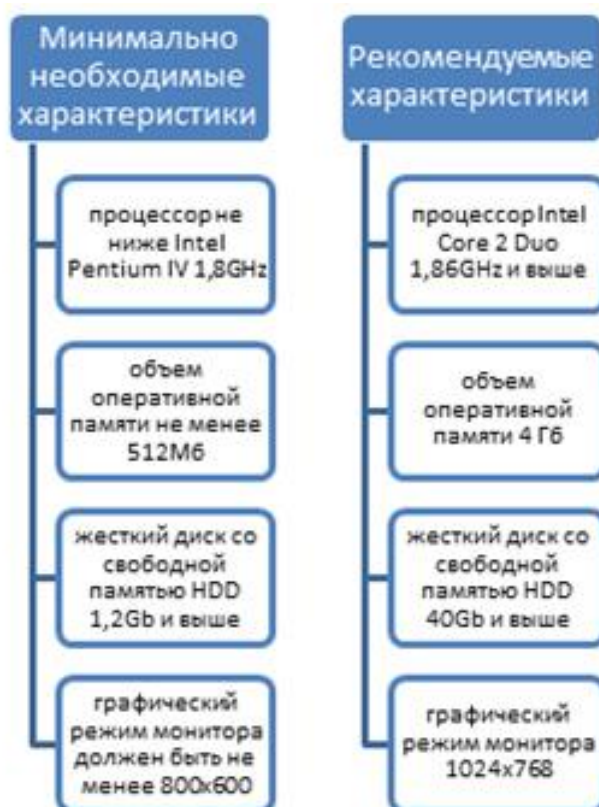 Минимально
необходимые
характеристики
процессор не
ниже Intel
Pentium IV 1,8GHz
объем
оперативной
памяти не менее
512Мб
жесткий диск со
свободной
памятью HDD
1,2Gb и выше
графический
режим монитора
должен быть не
менее 800x600
Рекомендуемые
характеристики
процессор Intel
Core 2 Duo
1,86GHz и выше
объем
оперативной
памяти 4 Гб
жесткий диск со
свободной
памятью HDD
40Gb и выше
графический
режим монитора
1024x768